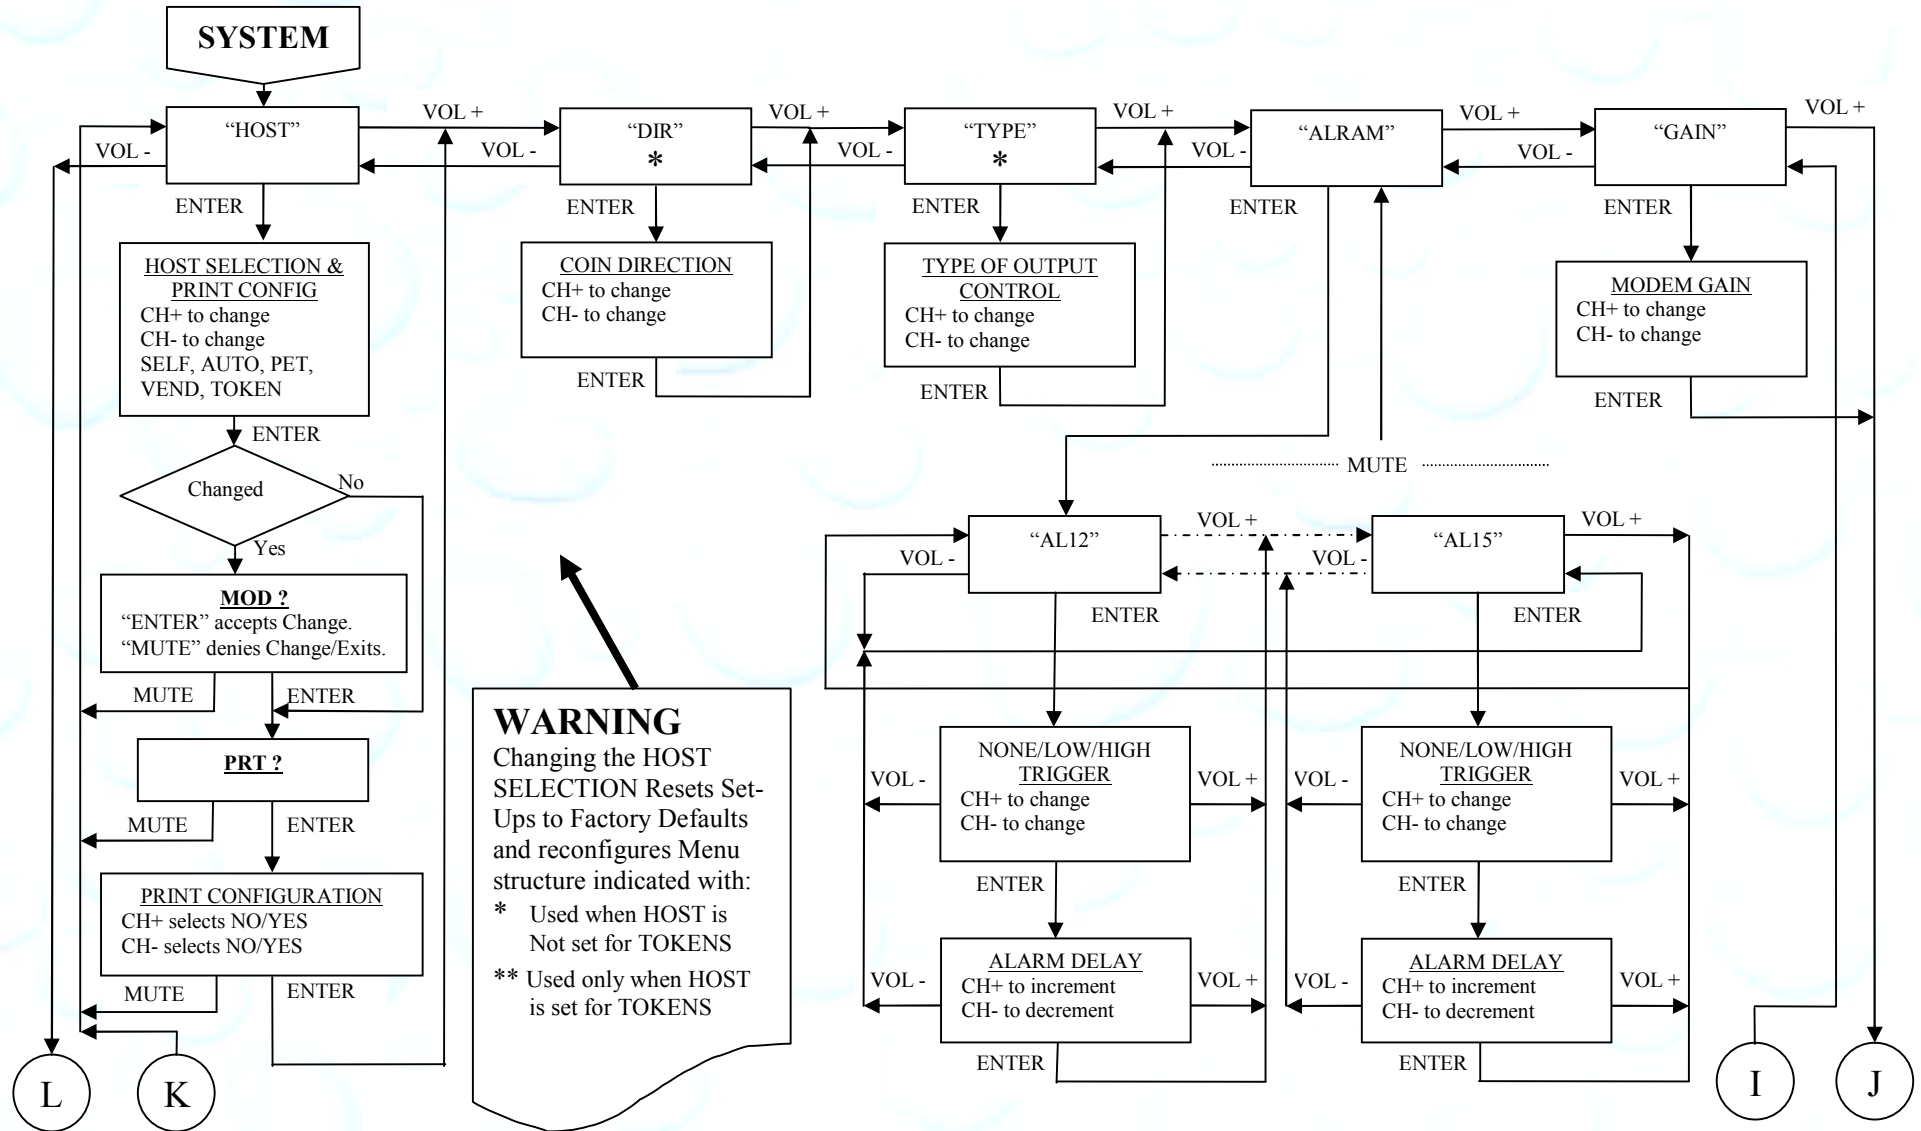 SYSTEM
“HOST”
VOL +
VOL -
VOL -
“DIR”
*
VOL +
VOL -
“TYPE”
*
VOL +
VOL -
“ALRAM”
VOL +
VOL -
“GAIN”
VOL +
ENTER
ENTER
ENTER
ENTER
ENTER
HOST SELECTION &
PRINT CONFIG
CH+ to change
CH- to change
SELF, AUTO, PET,
VEND, TOKEN
ENTER
COIN DIRECTION
CH+ to change
CH- to change
ENTER
TYPE OF OUTPUT
CONTROL
CH+ to change
CH- to change
ENTER
MODEM GAIN
CH+ to change
CH- to change
ENTER
Changed
No
Yes
MOD ?
“ENTER” accepts Change.
“MUTE” denies Change/Exits.
MUTE
ENTER
PRT ?
MUTE
ENTER
PRINT CONFIGURATION
CH+ selects NO/YES
CH- selects NO/YES
MUTE
ENTER
L
K
WARNING
Changing the HOST
SELECTION Resets Set-
Ups to Factory Defaults
and reconfigures Menu
structure indicated with:
* Used when HOST is
Not set for TOKENS
** Used only when HOST
is set for TOKENS
MUTE
“AL12”
VOL -
VOL +
VOL -
“AL15”
VOL +
ENTER
ENTER
NONE/LOW/HIGH
TRIGGER
CH+ to change
CH- to change
VOL -
VOL +
ENTER
ALARM DELAY
CH+ to increment
CH- to decrement
VOL -
VOL +
ENTER
NONE/LOW/HIGH
TRIGGER
CH+ to change
CH- to change
VOL -
VOL +
ENTER
ALARM DELAY
CH+ to increment
CH- to decrement
VOL -
VOL +
ENTER
I
J